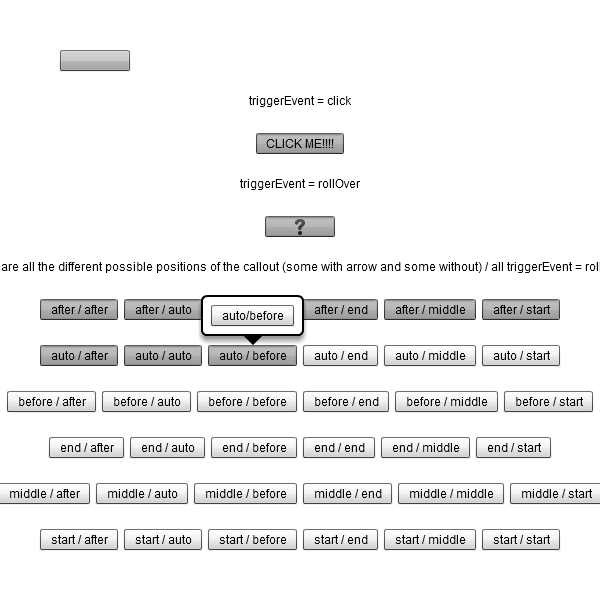 triggerEvent = click
CLICK ME!!!!
triggerEvent = rollOver
?
are all the different possible positions of the callout (some with arrow and some without) / all triggerEvent = roll
after / after after / auto auto/before after / end after / middle after / start
auto / after auto / auto auto / before auto / end auto / middle auto / start
before / after before / auto before / before before / end before / middle before / start
end / after end / auto end / before end / end end / middle end / start
middle / after middle / auto middle / before middle / end middle / middle middle / start
start / after start / auto start / before start / end start / middle start / start